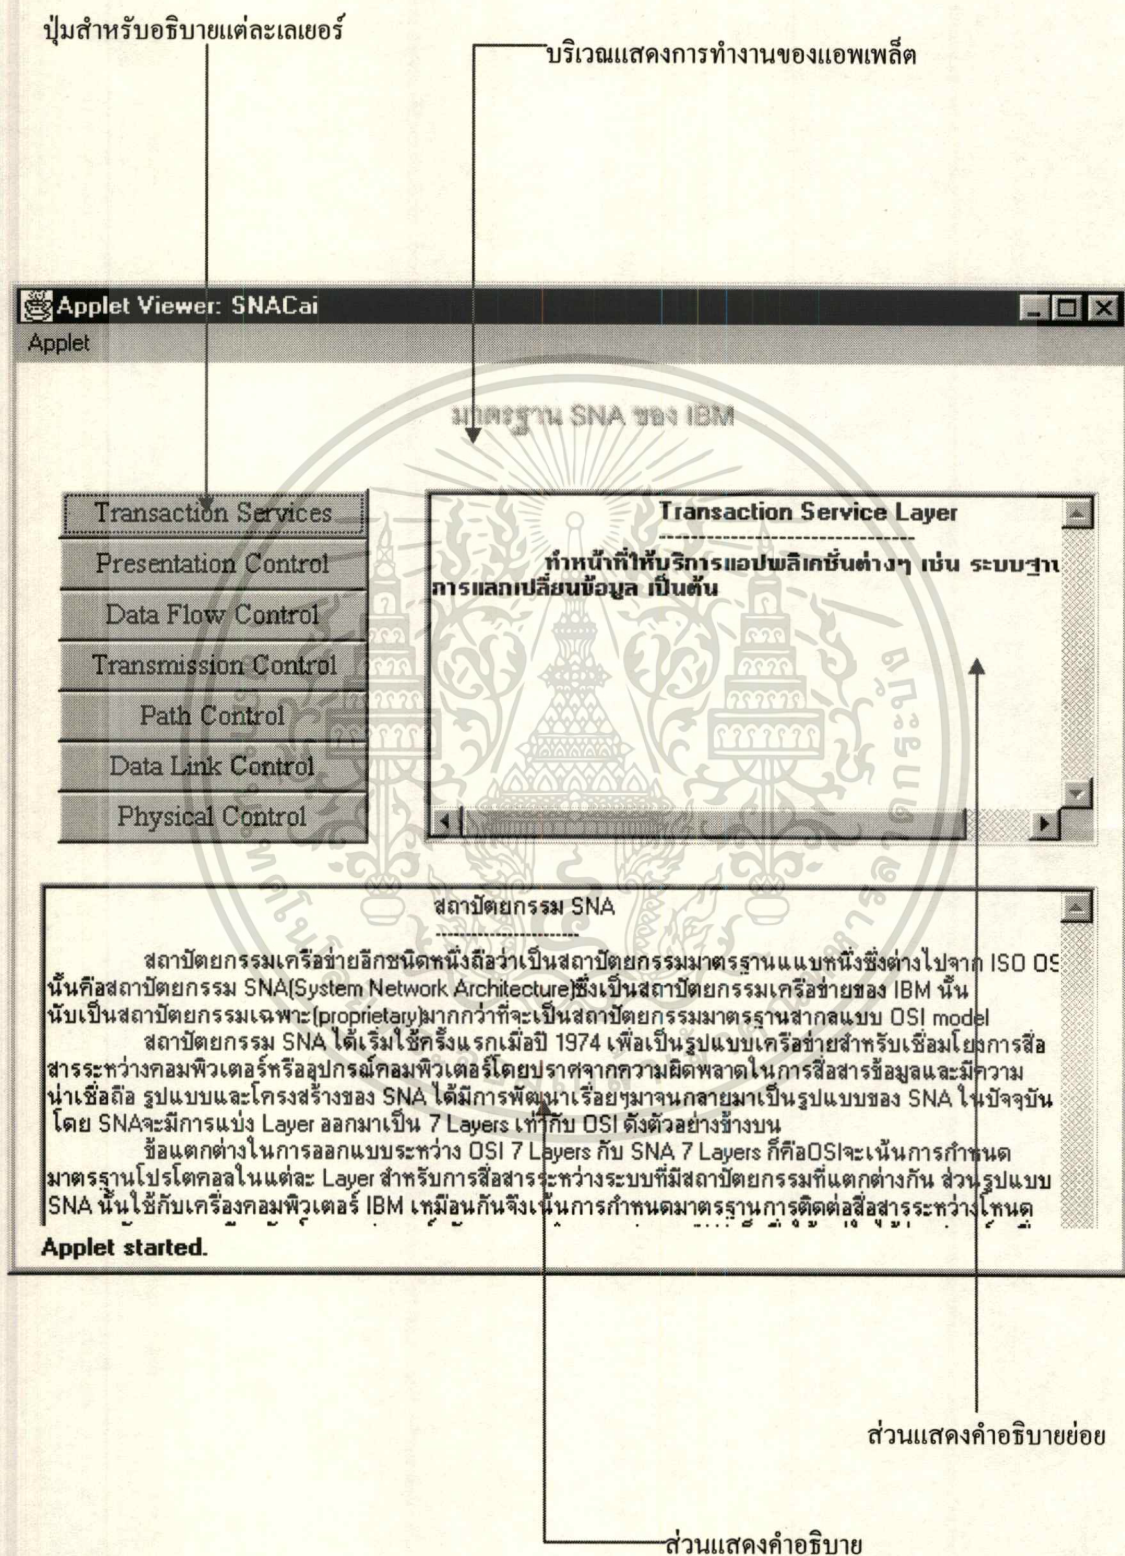 ปุ่มสำหรับอธิบายแต่ละเลเยอร์
บริเวณแสดงการทำงานของแอพเพล็ต
Applet Viewer: SNACai
Applet
มาตรฐาน SNA ของ IBM
Transaction Services
Presentation Control
Data Flow Control
Transmission Control
Path Control
Data Link Control
Physical Control
Transaction Service Layer
--------------------------------
ทำหน้าที่ให้บริการแอปพลิเคชั่นต่างๆ เช่น ระบบฐาน
การแลกเปลี่ยนข้อมูล เป็นต้น
สถาปัตยกรรม SNA
----------------------
สถาปัตยกรรมเครือข่ายอีกชนิดหนึ่งถือว่าเป็นสถาปัตยกรรมมาตรฐานแแบหนึ่งซึ่งต่างไปจาก ISO OS
นั้นคือสถาปัตยกรรม SNA(System Network Architecture)ซึ่งเป็นสถาปัตยกรรมเครือข่ายของ IBM นั้น
นับเป็นสถาปัตยกรรมเฉพาะ(proprietary)มากกว่าที่จะเป็นสถาปัตยกรรมมาตรฐานสากลแบบ OSI model
สถาปัตยกรรม SNA ได้เริ่มใช้ครั้งแรกเมื่อปี 1974 เพื่อเป็นรูปแบบเครือข่ายสำหรับเชื่อมโยงการสื่อ
สารระหว่างคอมพิวเตอร์หรืออุปกรณ์คอมพิวเตอร์โดยปราศจากความผิดพลาดในการสื่อสารข้อมูลและมีความ
น่าเชื่อถือ รูปแบบและโครงสร้างของ SNA ได้มีการพัฒนาเรื่อยๆมาจนกลายมาเป็นรูปแบบของ SNA ในปัจจุบัน
โดย SNAจะมีการแบ่ง Layer ออกมาเป็น 7 Layers เท่ากับ OSI ดังตัวอย่างข้างบน
ข้อแตกต่างในการออกแบบระหว่าง OSI 7 Layers กับ SNA 7 Layers ก็คือOSIจะเน้นการกำหนด
มาตรฐานโปรโตคอลในแต่ละ Layer สำหรับการสื่อสารระหว่างระบบที่มีสถาปัตยกรรมที่แตกต่างกัน ส่วนรูปแบบ
SNA นั้นใช้กับเครื่องคอมพิวเตอร์ IBM เหมือนกันจึงเน้นการกำหนดมาตรฐานการติดต่อสื่อสารระหว่างโหนด
Applet started.
ส่วนแสดงคำอธิบายย่อย
ส่วนแสดงคำอธิบาย